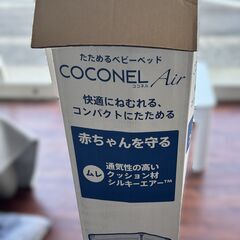 たためるベビーベッド
COCONEL Air
ココネル
快適にねむれる、
コンパクトにたためる
赤ちゃんを守る
ムレ
通気性の高い
クッション材
シルキーエアー™